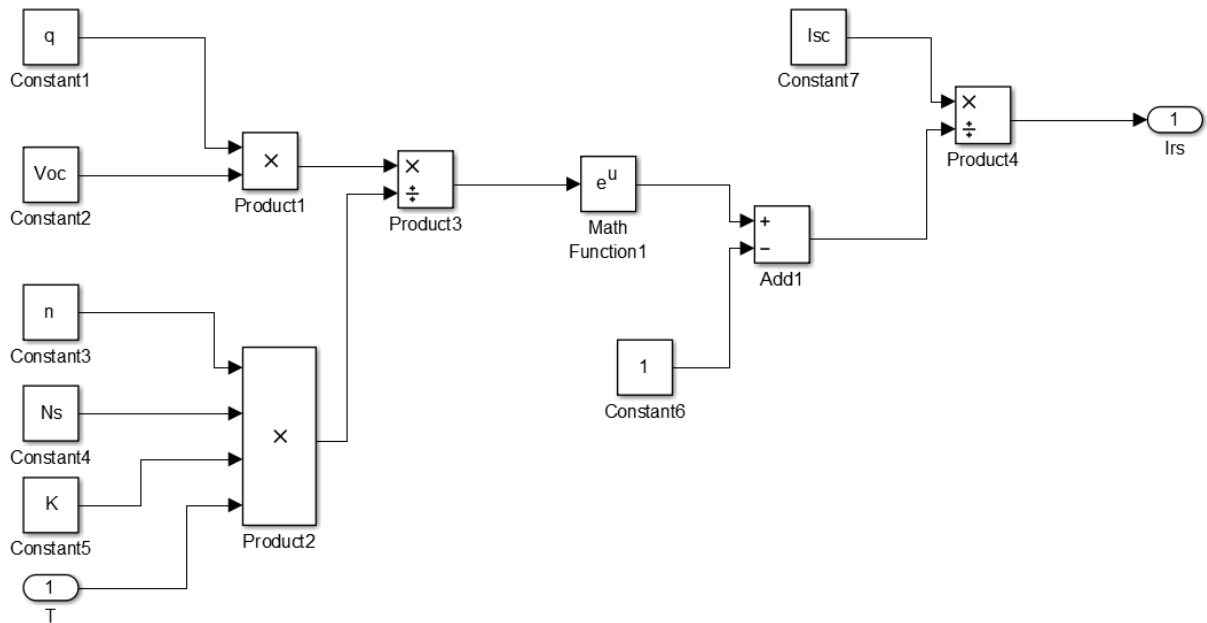 q
Constant1
Voc
Constant2
n
Constant3
Ns
Constant4
K
Constant5
1
T
×
Product1
×
Product2
×
÷
Product3
e^u
Math
Function1
1
Constant6
+
−
Add1
Isc
Constant7
×
÷
Product4
1
Irs